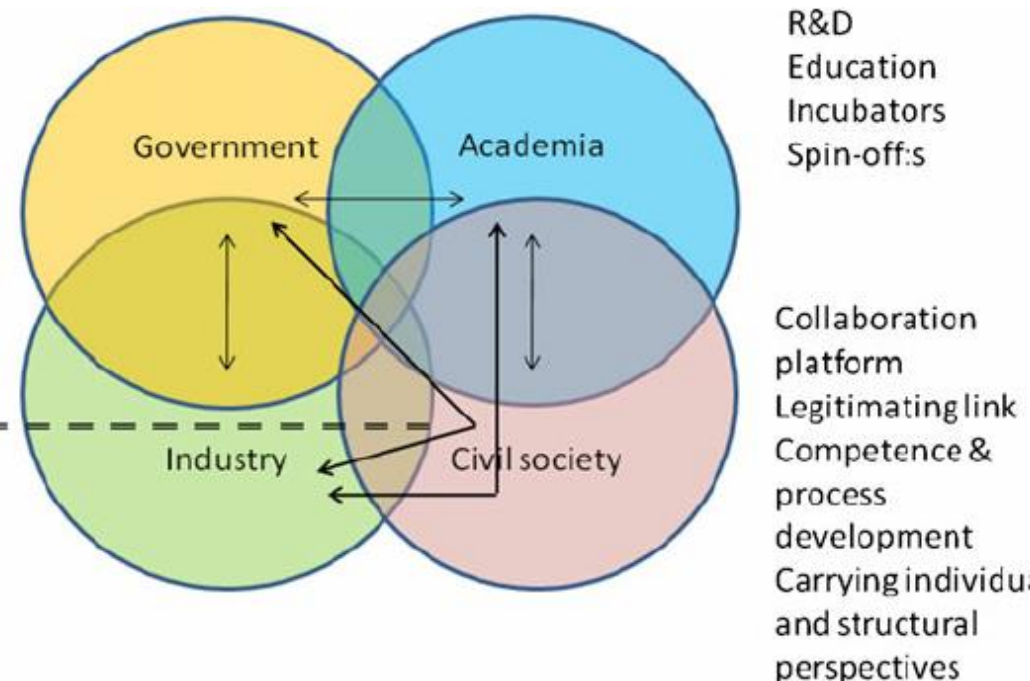 R&D
Education
Incubators
Spin-off:s
Government
Academia
Industry
Civil society
Collaboration
platform
Legitimating link
Competence &
process
development
Carrying
and structural
perspectives